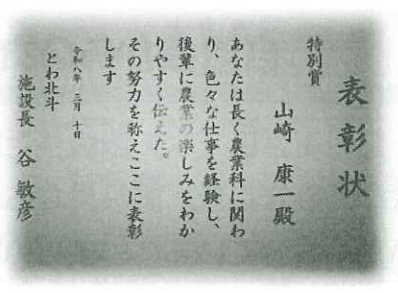 表彰状
特別賞
山崎 康一殿
あなたは長く農業科に関わ
り、色々な仕事を経験し、
後輩に農業の楽しみをわか
りやすく伝えた。
その努力を称えここに表彰
します
令和八年 三月 十日
とわ北斗
施設長 谷 敏彦